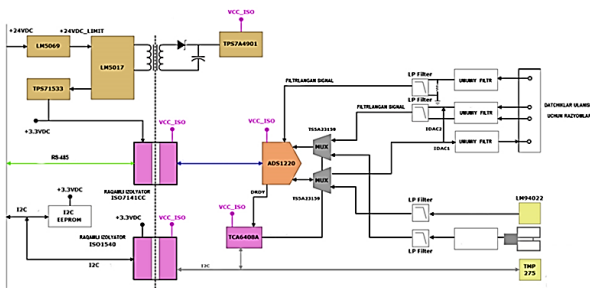 VCC_ISO
+24VDC
+24VDC_LIMIT
LM5069
LM5017
TPS7A4901
TPS71533
+3.3VDC
VCC_ISO
VCC_ISO
RS485
RAQAMLI IZOLYATOR
ISO7141CC
ADS1220
FILTRLANGAN SIGNAL
LP Filter
UMUMIY FILTR
FILTRLANGAN SIGNAL
LP Filter
UMUMIY FILTR
DATCHIKLAR ULANISHI
UCHUN RAZYOMLAR
TS5A23159
IDAC2
IDAC1
UMUMIY FILTR
MUX
MUX
TS5A23159
DRDY
VCC_ISO
TCA6408A
I2C
+3.3VDC
I2C
EEPROM
+3.3VDC
VCC_ISO
RAQAMLI IZOLYATOR
ISO1540
I2C
I2C
LP Filter
LM94022
LP Filter
TMP
275